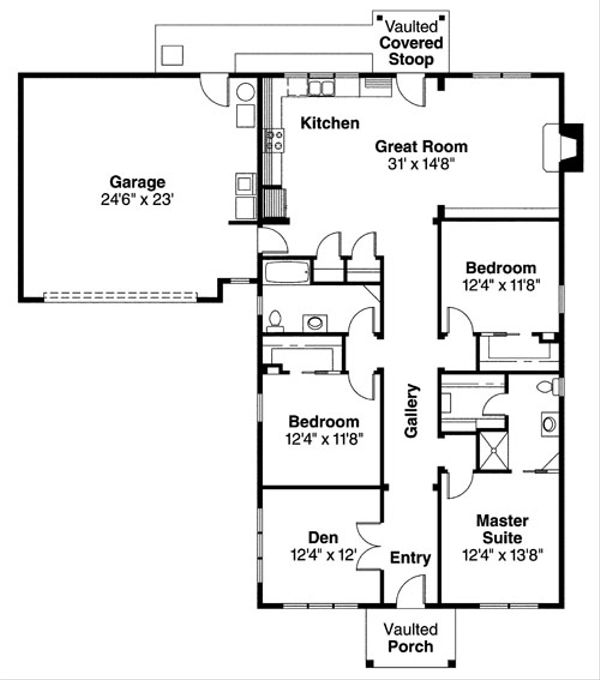 Vaulted
Covered
Stoop
Kitchen
Great Room
31' x 14'8"
Garage
24'6" x 23'
Bedroom
12'4" x 11'8"
Gallery
Bedroom
12'4" x 11'8"
Master
Suite
12'4" x 13'8"
Den
12'4" x 12'
Entry
Vaulted
Porch